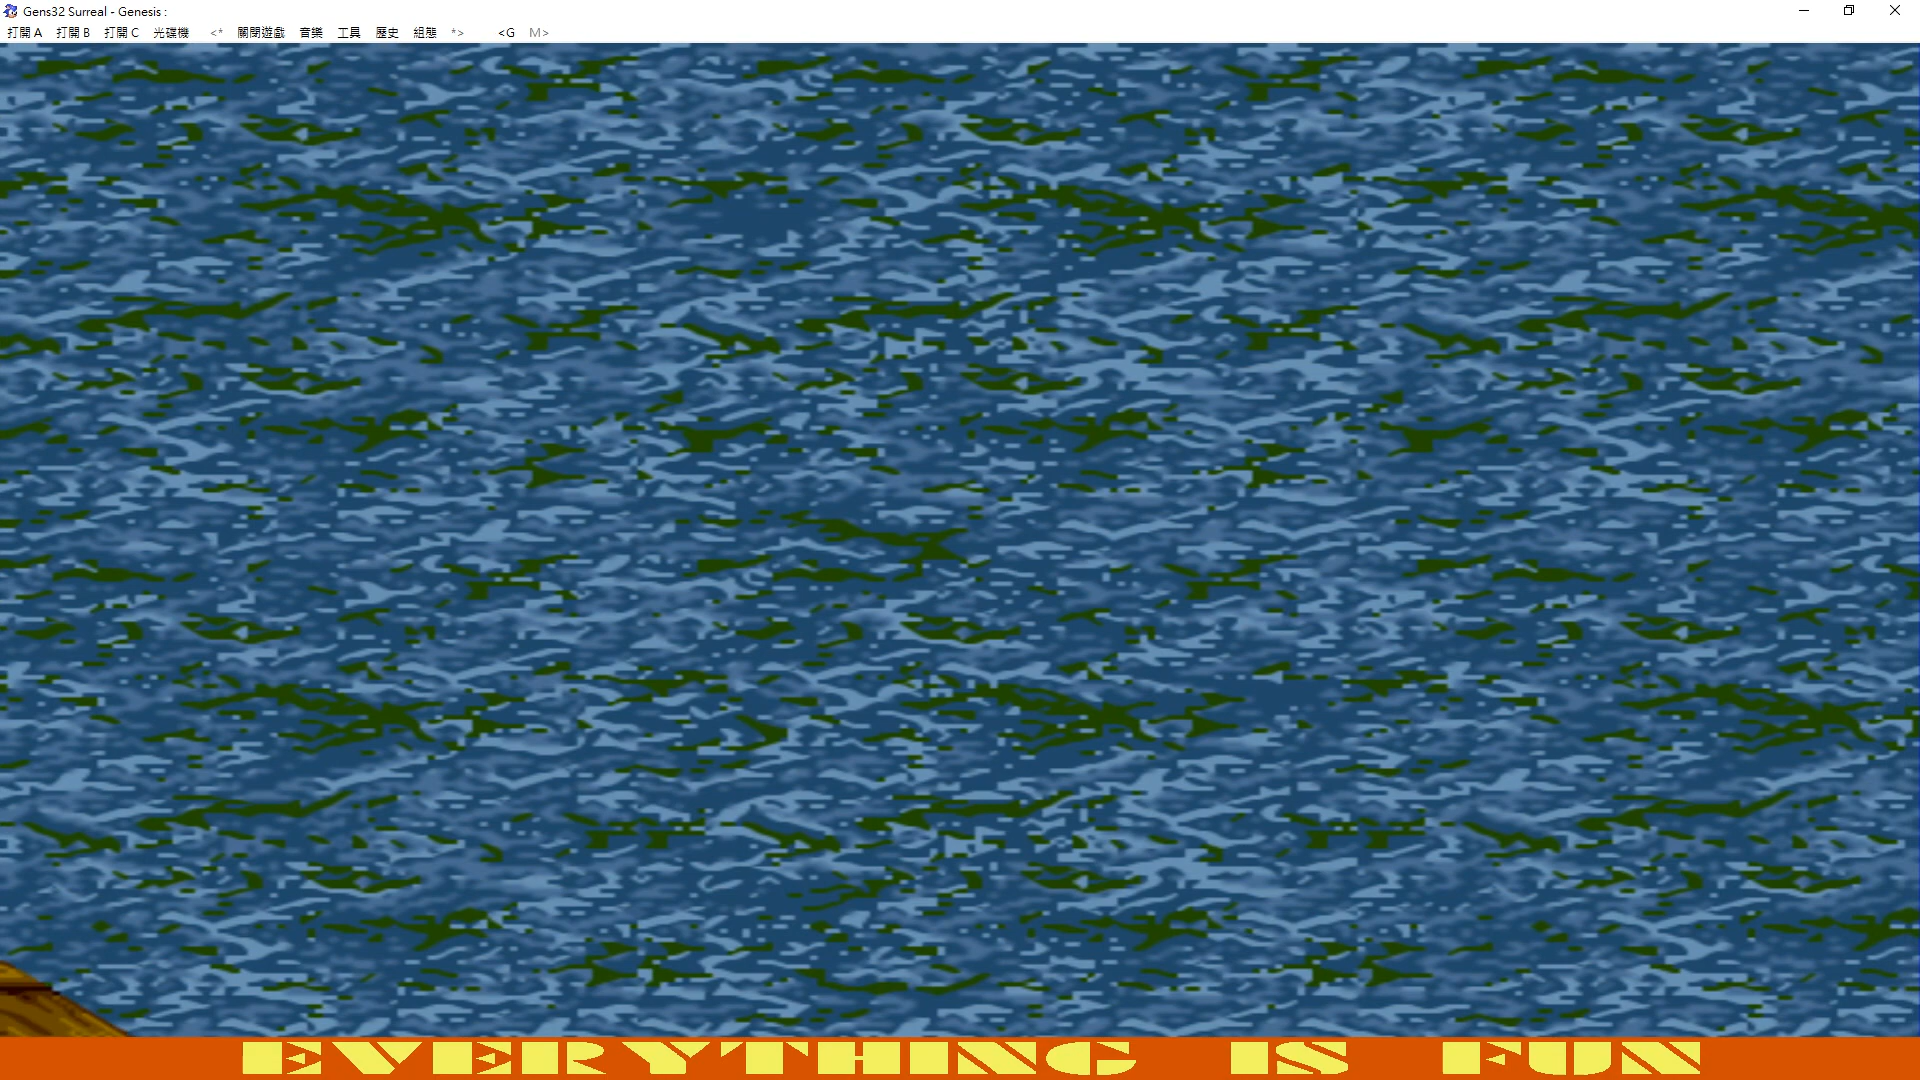 Gens32 Surreal - Genesis :
打開 A 打開 B 打開 C 光碟機 <* 關閉遊戲 音樂 工具 歷史 組態 *> <G M>
EVERYTHING IS FUN